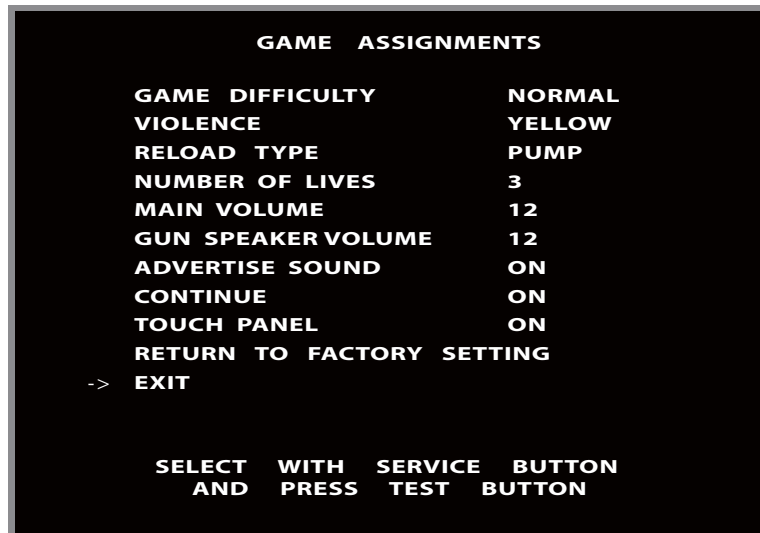 GAME ASSIGNMENTS
GAME DIFFICULTY NORMAL
VIOLENCE YELLOW
RELOAD TYPE PUMP
NUMBER OF LIVES 3
MAIN VOLUME 12
GUN SPEAKER VOLUME 12
ADVERTISE SOUND ON
CONTINUE ON
TOUCH PANEL ON
RETURN TO FACTORY SETTING
-> EXIT
SELECT WITH SERVICE BUTTON
AND PRESS TEST BUTTON